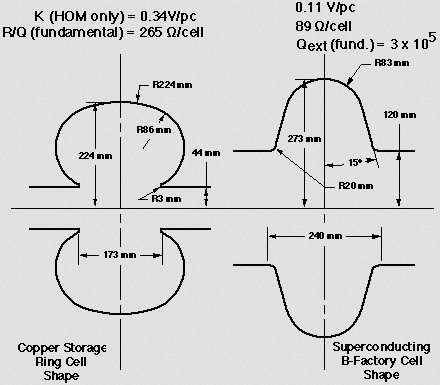 K (HOM only) = 0.34V/pc
R/Q (fundamental) = 265 Ω/cell
0.11 V/pc
89 Ω/cell
Qext (fund.) = 3 x 10⁵
R224 mm
R86 mm
224 mm
44 mm
R3 mm
173 mm
Copper Storage
Ring Cell
Shape
R83 mm
120 mm
273 mm
15°
R20 mm
240 mm
Superconducting
B-Factory Cell
Shape